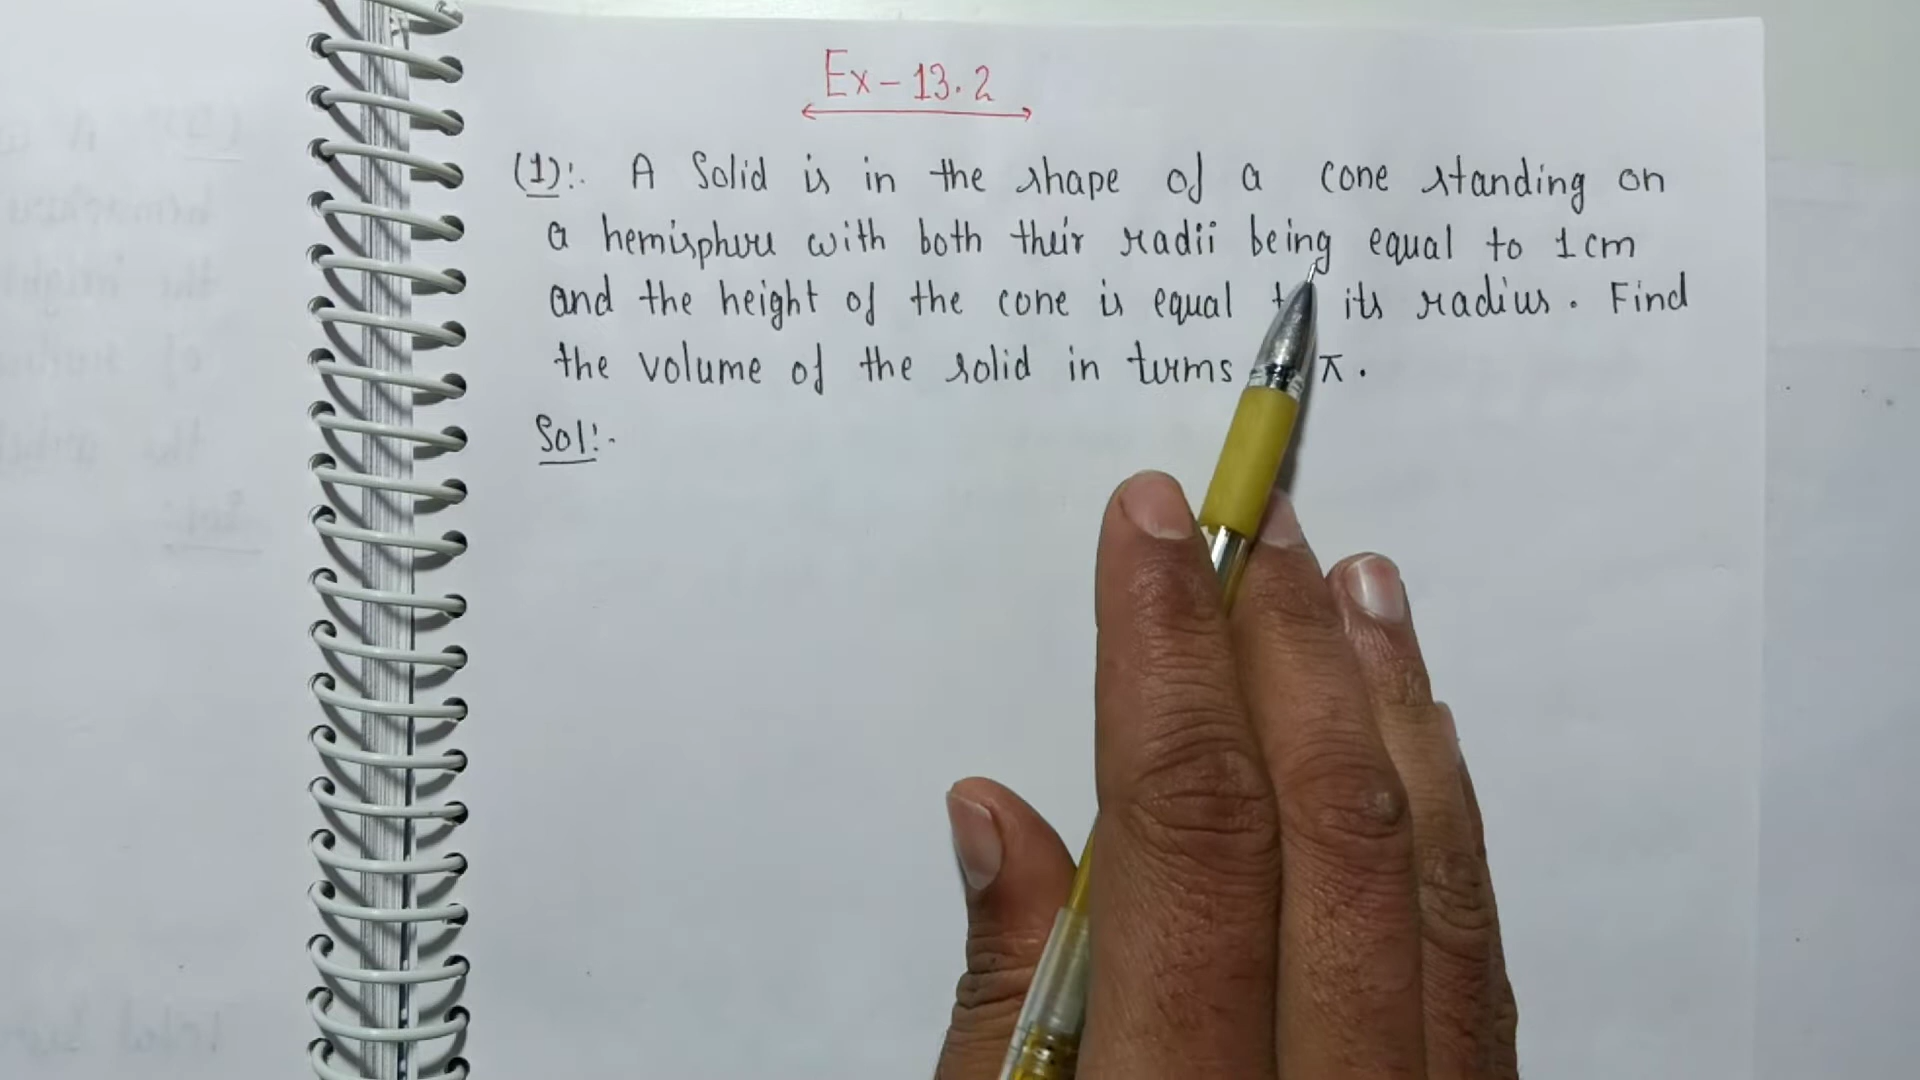 Ex - 13.2
(1):. A Solid is in the shape of a cone standing on
a hemisphere with both their radii being equal to 1cm
and the height of the cone is equal its radius. Find
the volume of the solid in terms π.
Sol:.